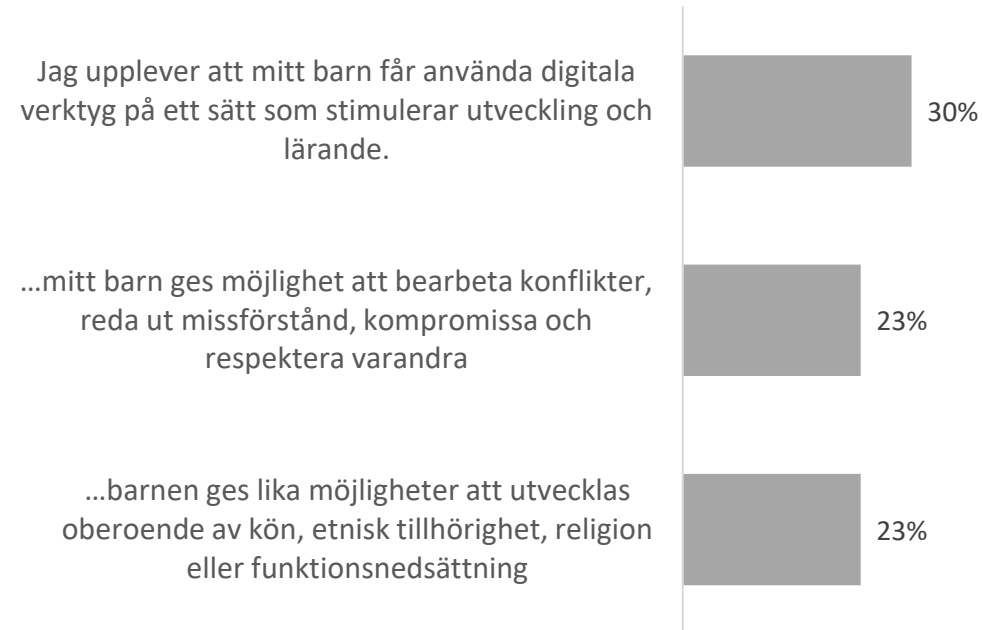 Jag upplever att mitt barn får använda digitala
verktyg på ett sätt som stimulerar utveckling och
lärande.
30%
...mitt barn ges möjlighet att bearbeta konflikter,
reda ut missförstånd, kompromissa och
respektera varandra
23%
...barnen ges lika möjligheter att utvecklas
oberoende av kön, etnisk tillhörighet, religion
eller funktionsnedsättning
23%